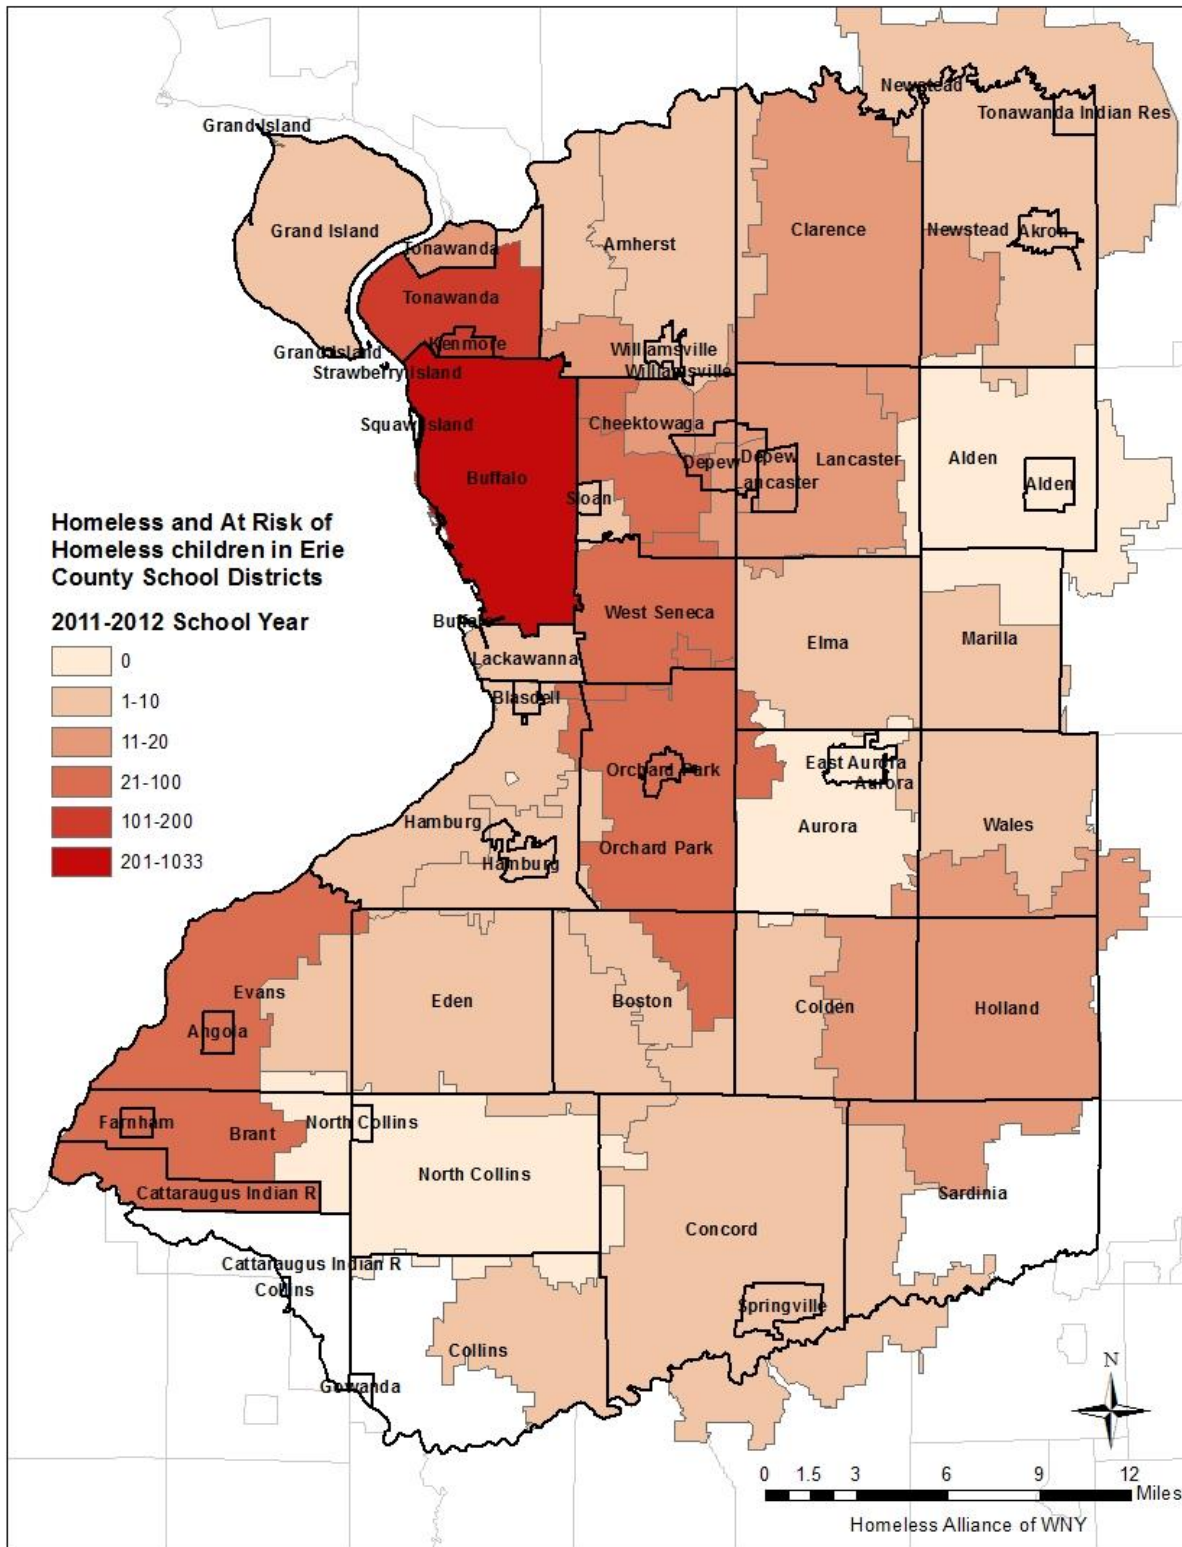 Newstead
Tonawanda Indian Res
Grand Island
Grand Island
Amherst
Clarence
Newstead
Akron
Tonawanda
Tonawanda
Kenmore
Williamsville
Williamsville
Grand Island
Strawberry Island
Squaw Island
Cheektowaga
Depew
Depew
Lancaster
Lancaster
Alden
Alden
Buffalo
Sloan
Homeless and At Risk of
Homeless children in Erie
County School Districts
2011-2012 School Year
0
1-10
11-20
21-100
101-200
201-1033
Buffalo
West Seneca
Elma
Marilla
Lackawanna
Blasdell
Orchard Park
East Aurora
Aurora
Hamburg
Hamburg
Orchard Park
Aurora
Wales
Evans
Angola
Eden
Boston
Colden
Holland
Farnham
Brant
North Collins
North Collins
Cattaraugus Indian R
Sardinia
Concord
Cattaraugus Indian R
Collins
Springville
Collins
Gowanda
N
0 1.5 3 6 9 12
Miles
Homeless Alliance of WNY